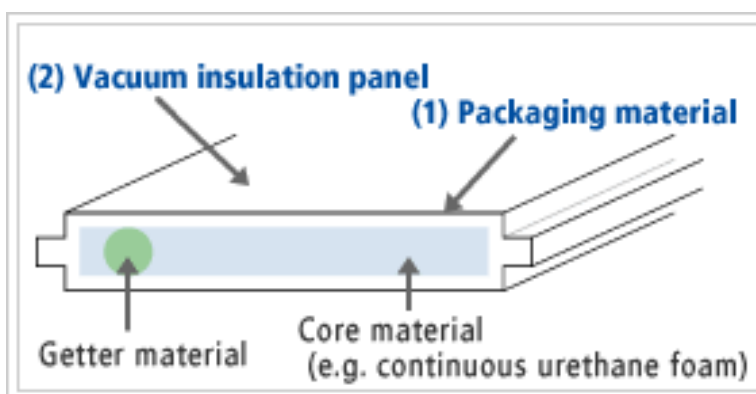 (2) Vacuum insulation panel
(1) Packaging material
Getter material
Core material
(e.g. continuous urethane foam)